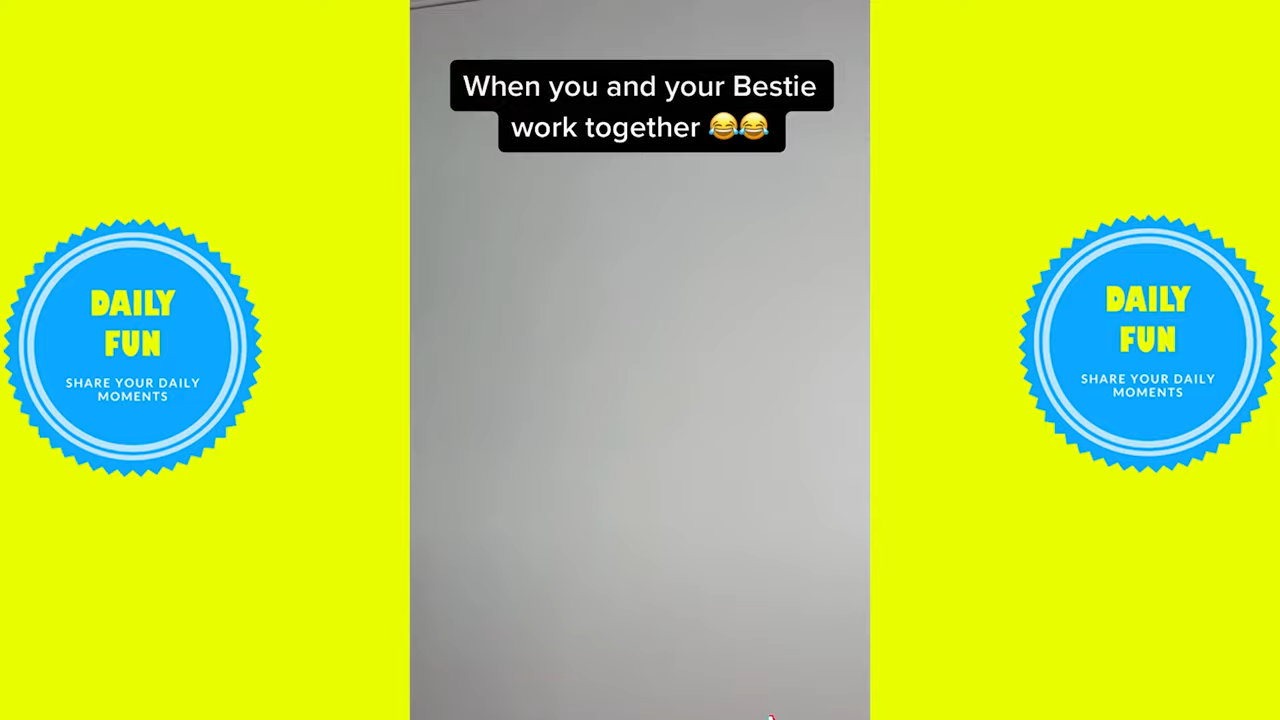 When you and your Bestie
work together 😂😂
DAILY
FUN
SHARE YOUR DAILY
MOMENTS
DAILY
FUN
SHARE YOUR DAILY
MOMENTS